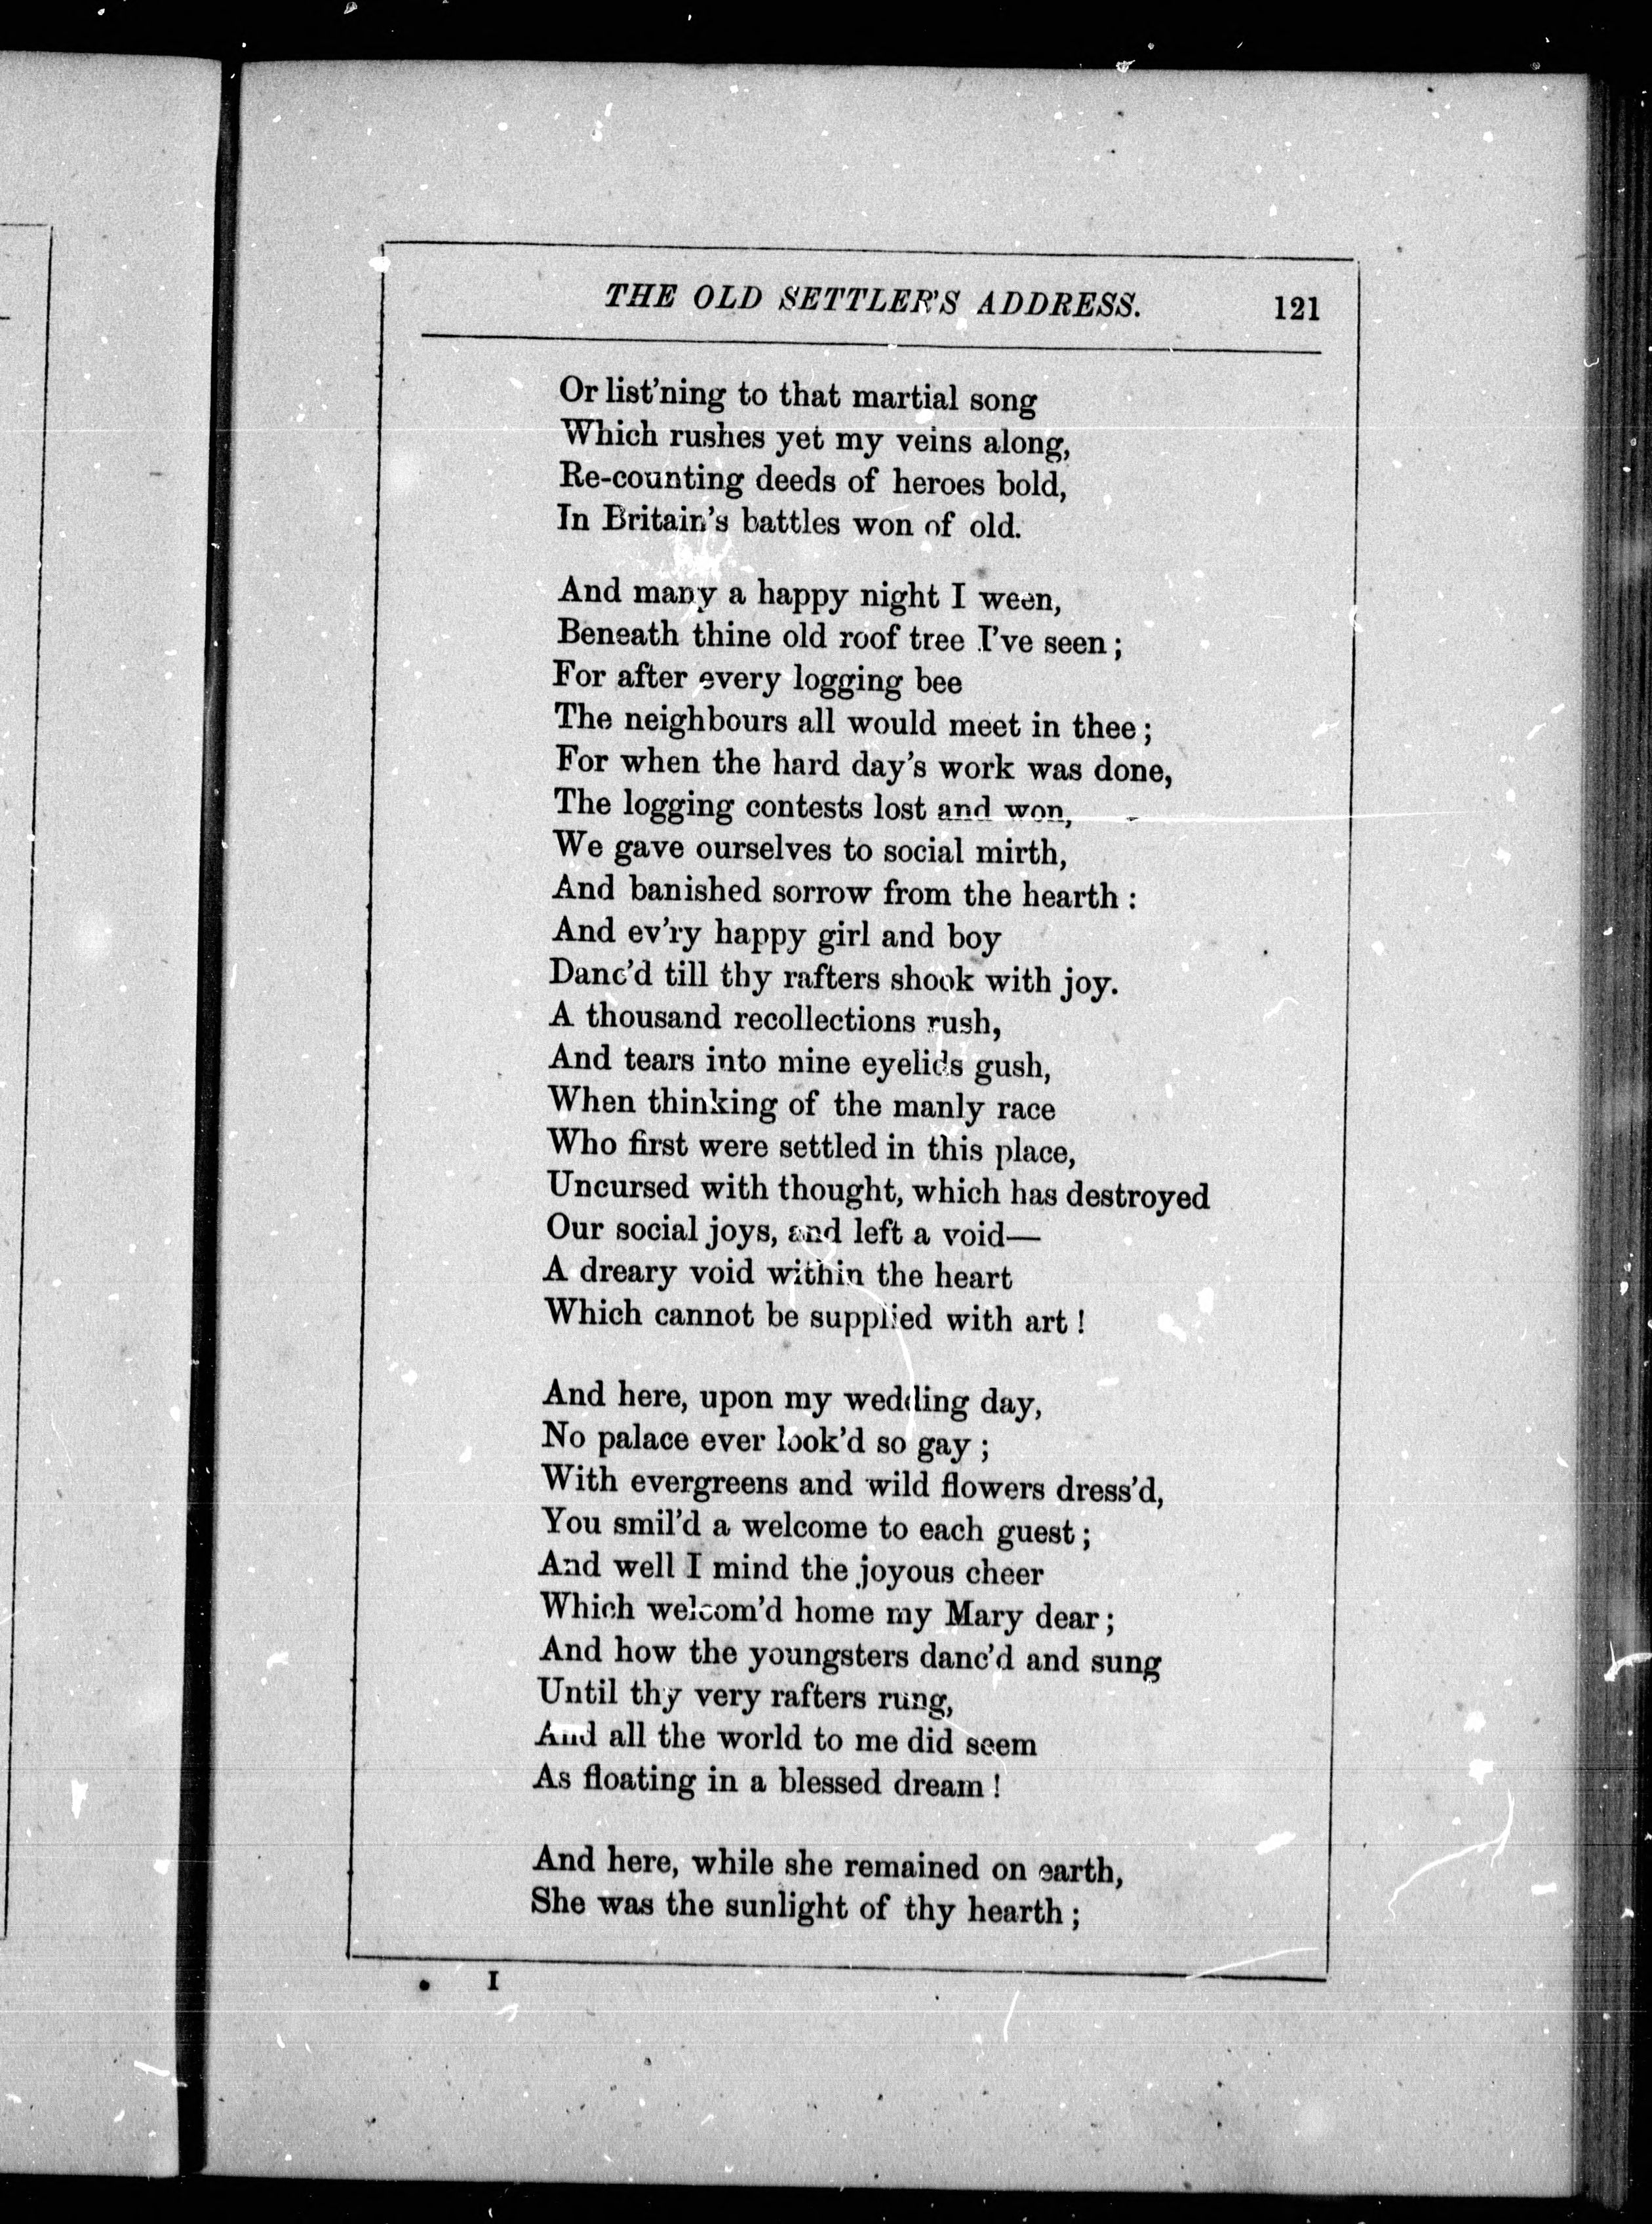 THE OLD SETTLER'S ADDRESS. 121
Or list'ning to that martial song
Which rushes yet my veins along,
Re-counting deeds of heroes bold,
In Britain's battles won of old.
And many a happy night I ween,
Beneath thine old roof tree I've seen;
For after every logging bee
The neighbours all would meet in thee;
For when the hard day's work was done,
The logging contests lost and won,
We gave ourselves to social mirth,
And banished sorrow from the hearth:
And ev'ry happy girl and boy
Danc'd till thy rafters shook with joy.
A thousand recollections rush,
And tears into mine eyelids gush,
When thinking of the manly race
Who first were settled in this place,
Uncursed with thought, which has destroyed
Our social joys, and left a void—
A dreary void within the heart
Which cannot be supplied with art!
And here, upon my wedding day,
No palace ever look'd so gay;
With evergreens and wild flowers dress'd,
You smil'd a welcome to each guest;
And well I mind the joyous cheer
Which welcom'd home my Mary dear;
And how the youngsters danc'd and sung
Until thy very rafters rung,
And all the world to me did seem
As floating in a blessed dream!
And here, while she remained on earth,
She was the sunlight of thy hearth;
I